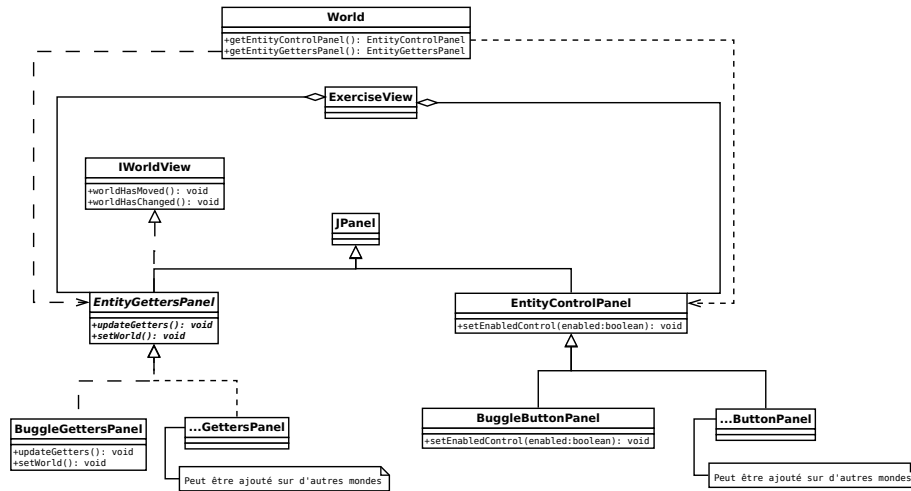 World
+getEntityControlPanel(): EntityControlPanel
+getEntityGettersPanel(): EntityGettersPanel
ExerciseView
IWorldView
+worldHasMoved(): void
+worldHasChanged(): void
JPanel
EntityGettersPanel
+updateGetters(): void
+setWorld(): void
EntityControlPanel
+setEnabledControl(enabled:boolean): void
BuggleGettersPanel
+updateGetters(): void
+setWorld(): void
...GettersPanel
Peut être ajouté sur d'autres mondes
BuggleButtonPanel
+setEnabledControl(enabled:boolean): void
...ButtonPanel
Peut être ajouté sur d'autres mondes